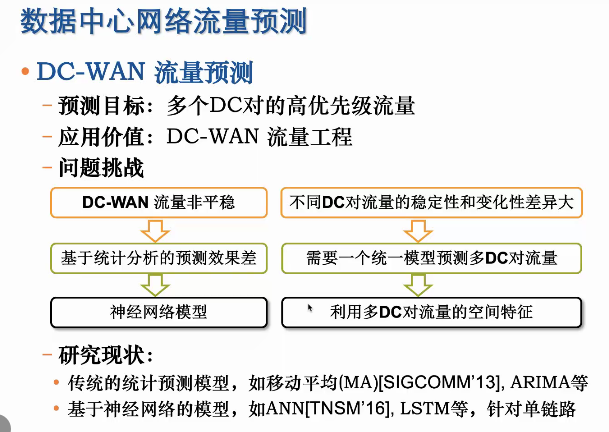 数据中心网络流量预测
• DC-WAN 流量预测
– 预测目标：多个DC对的高优先级流量
– 应用价值：DC-WAN 流量工程
– 问题挑战
DC-WAN 流量非平稳
不同DC对流量的稳定性和变化性差异大
基于统计分析的预测效果差
需要一个统一模型预测多DC对流量
神经网络模型
利用多DC对流量的空间特征
– 研究现状：
• 传统的统计预测模型，如移动平均(MA)[SIGCOMM'13], ARIMA等
• 基于神经网络的模型，如ANN[TNSM'16], LSTM等，针对单链路